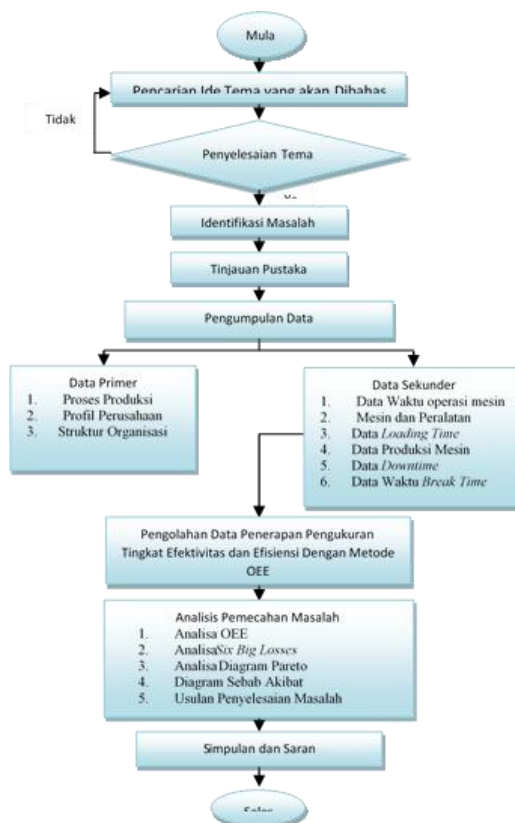 Mula
Pencarian Ide Tema yang akan Dibahas
Tidak
Penyelesaian Tema
Identifikasi Masalah
Tinjauan Pustaka
Pengumpulan Data
Data Primer
1. Proses Produksi
2. Profil Perusahaan
3. Struktur Organisasi
Data Sekunder
1. Data Waktu operasi mesin
2. Mesin dan Peralatan
3. Data Loading Time
4. Data Produksi Mesin
5. Data Downtime
6. Data Waktu Break Time
Pengolahan Data Penerapan Pengukuran
Tingkat Efektivitas dan Efisiensi Dengan Metode
OEE
Analisis Pemecahan Masalah
1. Analisa OEE
2. AnalisaSix Big Losses
3. Analisa Diagram Pareto
4. Diagram Sebab Akibat
5. Usulan Penyelesaian Masalah
Simpulan dan Saran